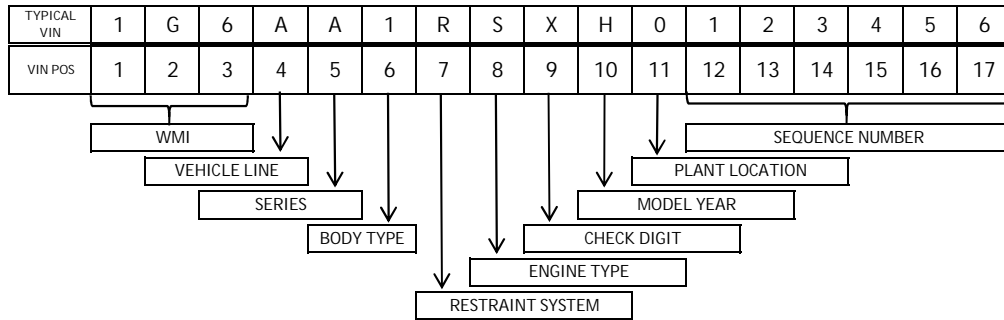 TYPICAL VIN 1 G 6 A A 1 R S X H 0 1 2 3 4 5 6
VIN POS 1 2 3 4 5 6 7 8 9 10 11 12 13 14 15 16 17
WMI SEQUENCE NUMBER
VEHICLE LINE PLANT LOCATION
SERIES MODEL YEAR
BODY TYPE CHECK DIGIT
ENGINE TYPE
RESTRAINT SYSTEM